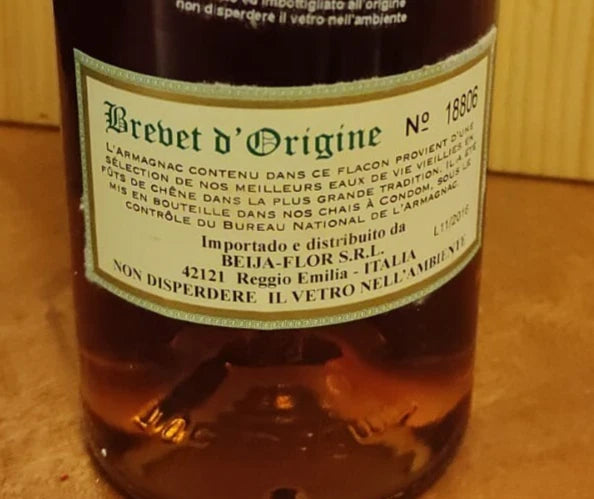 imbottigliato all'origine
non disperdere il vetro nell'ambiente
Brevet d'Origine Nº 18806
L'ARMAGNAC CONTENU DANS CE FLACON PROVIENT D'UNE
SÉLECTION DE NOS MEILLEURS EAUX DE VIE VIEILLIES EN
FÛTS DE CHÊNE DANS LA PLUS GRANDE TRADITION. IL A ÉTÉ
MIS EN BOUTEILLE DANS NOS CHAIS À CONDOM, SOUS LE
CONTRÔLE DU BUREAU NATIONAL DE L'ARMAGNAC.
L11/2016
Importado e distribuito da
BEIJA-FLOR S.R.L.
42121 Reggio Emilia - ITALIA
NON DISPERDERE IL VETRO NELL'AMBIENTE